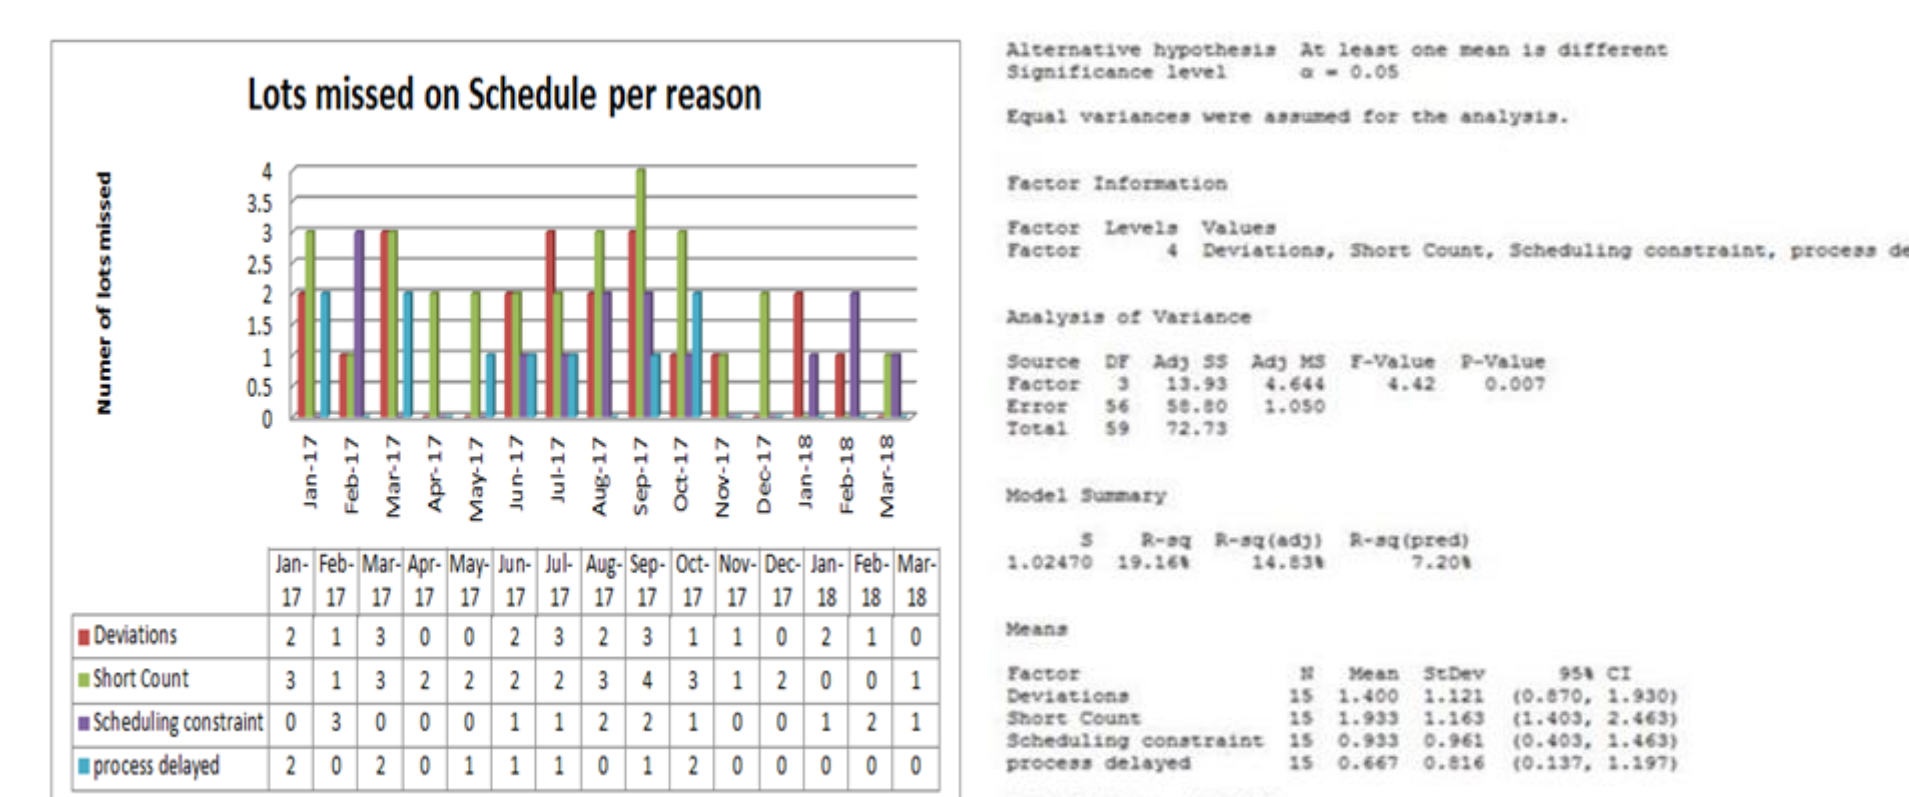 Lots missed on Schedule per reason
Numer of lots missed
4
3.5
3
2.5
2
1.5
1
0.5
0
Jan-17 Feb-17 Mar-17 Apr-17 May-17 Jun-17 Jul-17 Aug-17 Sep-17 Oct-17 Nov-17 Dec-17 Jan-18 Feb-18 Mar-18
Jan- Feb- Mar- Apr- May- Jun- Jul- Aug- Sep- Oct- Nov- Dec- Jan- Feb- Mar-
17 17 17 17 17 17 17 17 17 17 17 17 18 18 18
Deviations 2 1 3 0 0 2 3 2 3 1 1 0 2 1 0
Short Count 3 1 3 2 2 2 2 3 4 3 1 2 0 0 1
Scheduling constraint 0 3 0 0 0 1 1 2 2 1 0 0 1 2 1
process delayed 2 0 2 0 1 1 1 0 1 2 0 0 0 0 0
Alternative hypothesis At least one mean is different
Significance level α = 0.05
Equal variances were assumed for the analysis.
Factor Information
Factor Levels Values
Factor 4 Deviations, Short Count, Scheduling constraint, process de
Analysis of Variance
Source DF Adj SS Adj MS F-Value P-Value
Factor 3 13.93 4.644 4.42 0.007
Error 56 58.80 1.050
Total 59 72.73
Model Summary
S R-sq R-sq(adj) R-sq(pred)
1.02470 19.16% 14.83% 7.20%
Means
Factor N Mean StDev 95% CI
Deviations 15 1.400 1.121 (0.870, 1.930)
Short Count 15 1.933 1.163 (1.403, 2.463)
Scheduling constraint 15 0.933 0.961 (0.403, 1.463)
process delayed 15 0.667 0.816 (0.137, 1.197)